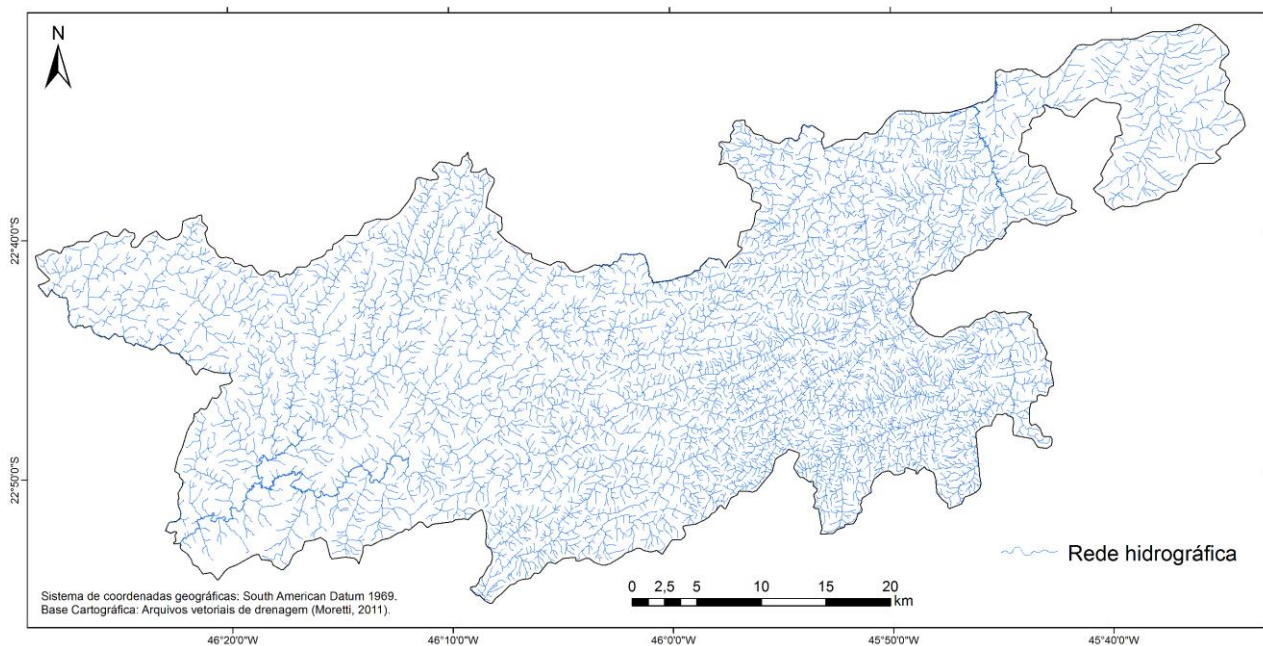 N
22°40'0"S
22°50'0"S
Rede hidrográfica
Sistema de coordenadas geográficas: South American Datum 1969.
Base Cartográfica: Arquivos vetoriais de drenagem (Moretti, 2011).
0 2,5 5 10 15 20
km
46°20'0"W 46°10'0"W 46°0'0"W 45°50'0"W 45°40'0"W